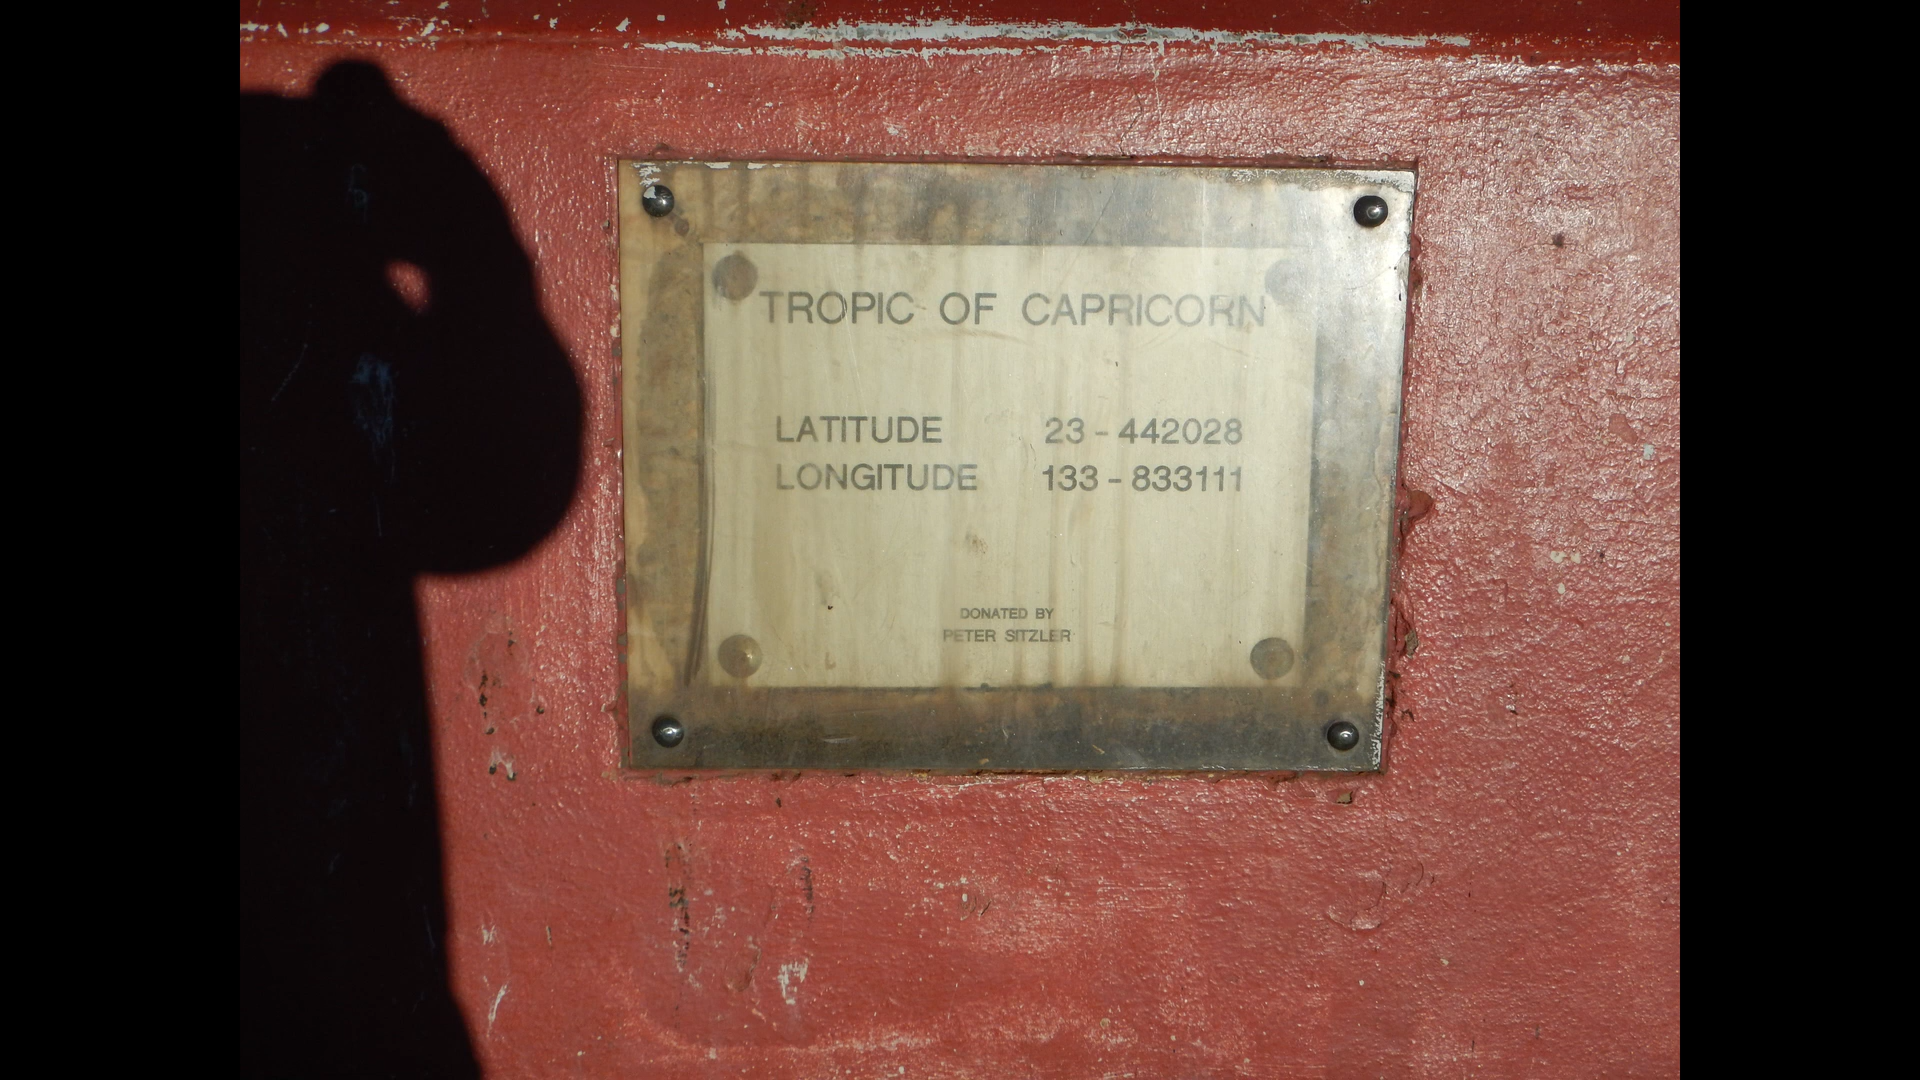 TROPIC OF CAPRICORN
LATITUDE 23-442028
LONGITUDE 133-833111
DONATED BY
PETER SITZLER